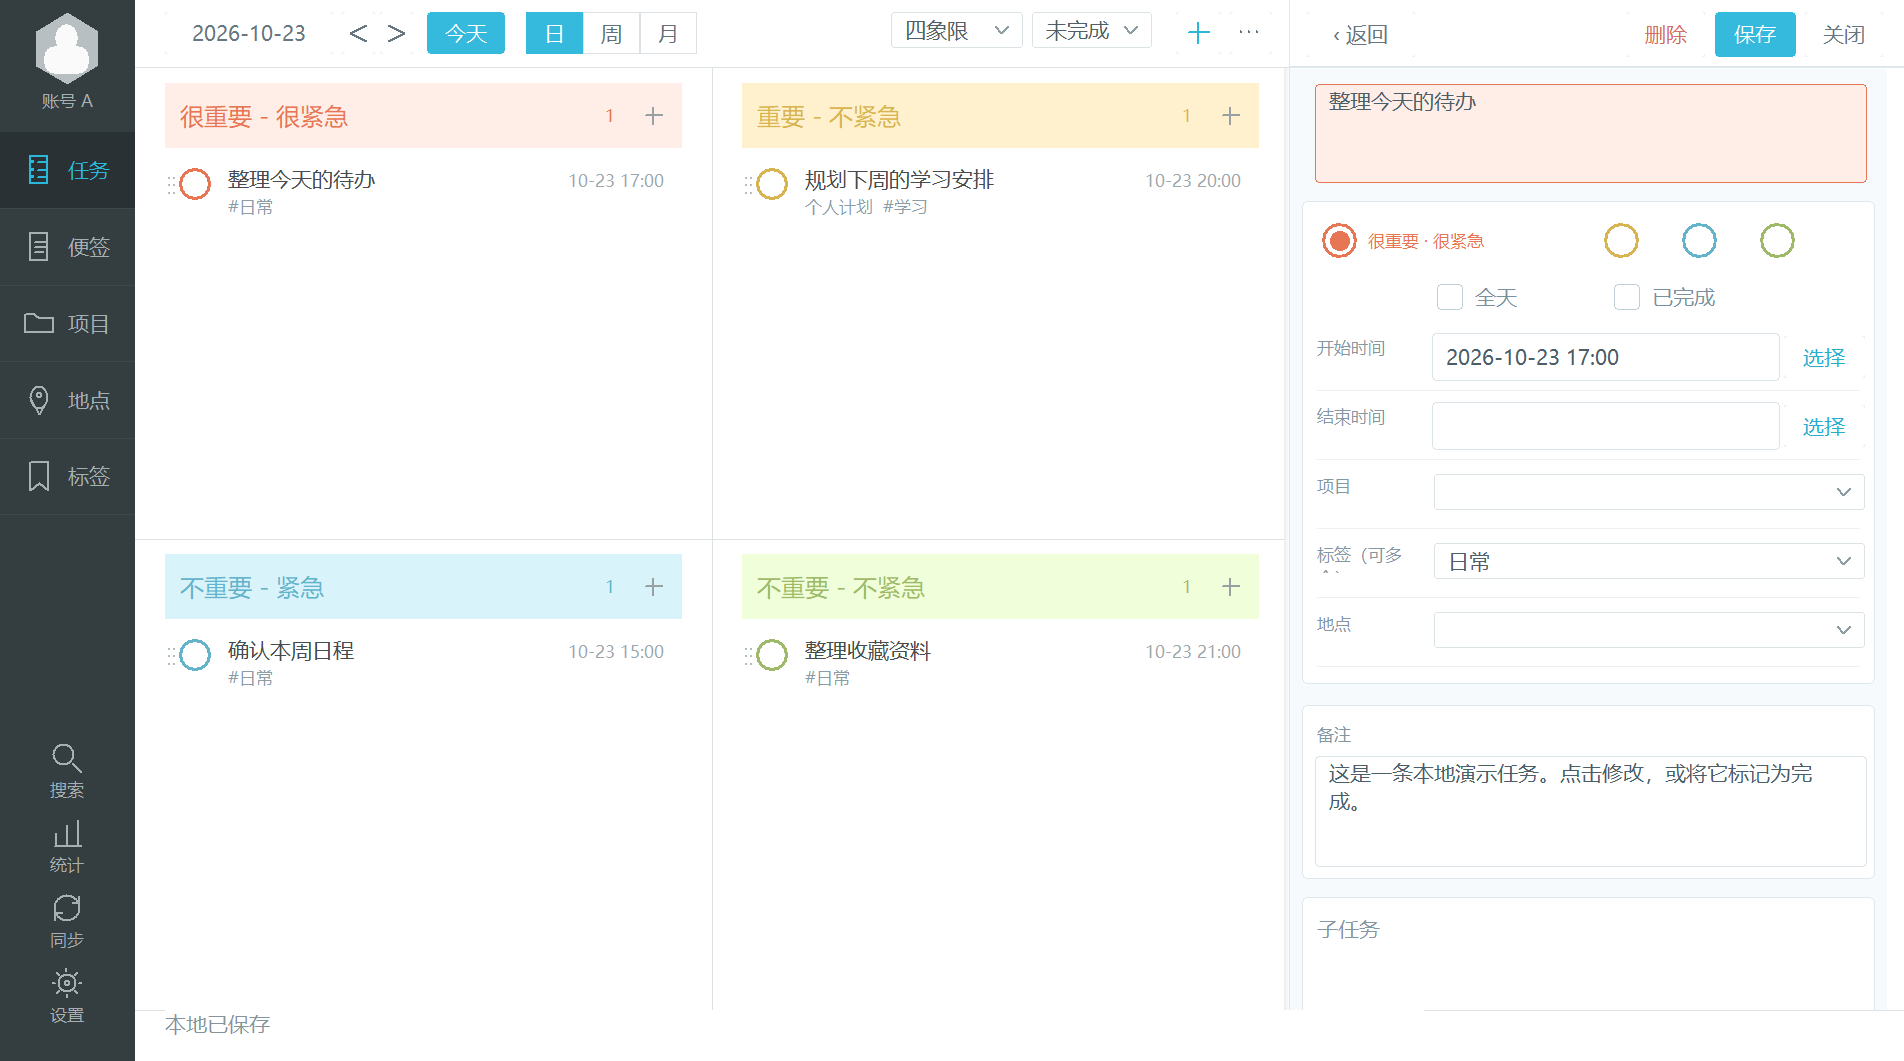 账号 A
任务
便签
项目
地点
标签
搜索
统计
同步
设置
2026-10-23 < > 今天 日 周 月 四象限 未完成 + ···
很重要 - 很紧急 1 +
整理今天的待办 10-23 17:00
#日常
重要 - 不紧急 1 +
规划下周的学习安排 10-23 20:00
个人计划 #学习
不重要 - 紧急 1 +
确认本周日程 10-23 15:00
#日常
不重要 - 不紧急 1 +
整理收藏资料 10-23 21:00
#日常
本地已保存
‹ 返回 删除 保存 关闭
整理今天的待办
很重要 · 很紧急
全天 已完成
开始时间 2026-10-23 17:00 选择
结束时间 选择
项目
标签（可多 日常
地点
备注
这是一条本地演示任务。点击修改，或将它标记为完
成。
子任务